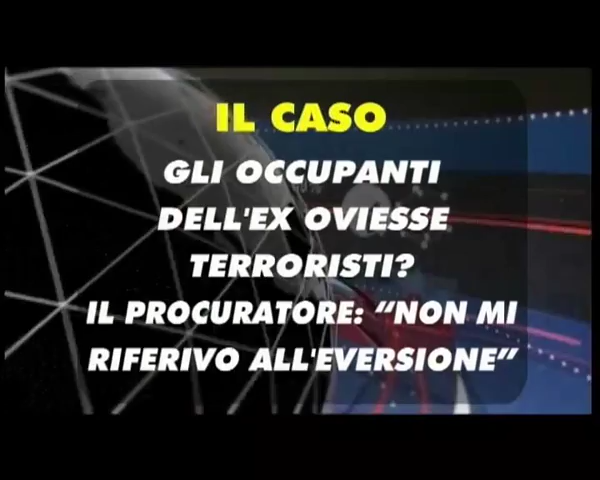 IL CASO
GLI OCCUPANTI
DELL'EX OVIESSE
TERRORISTI?
IL PROCURATORE: “NON MI
RIFERIVO ALL'EVERSIONE”